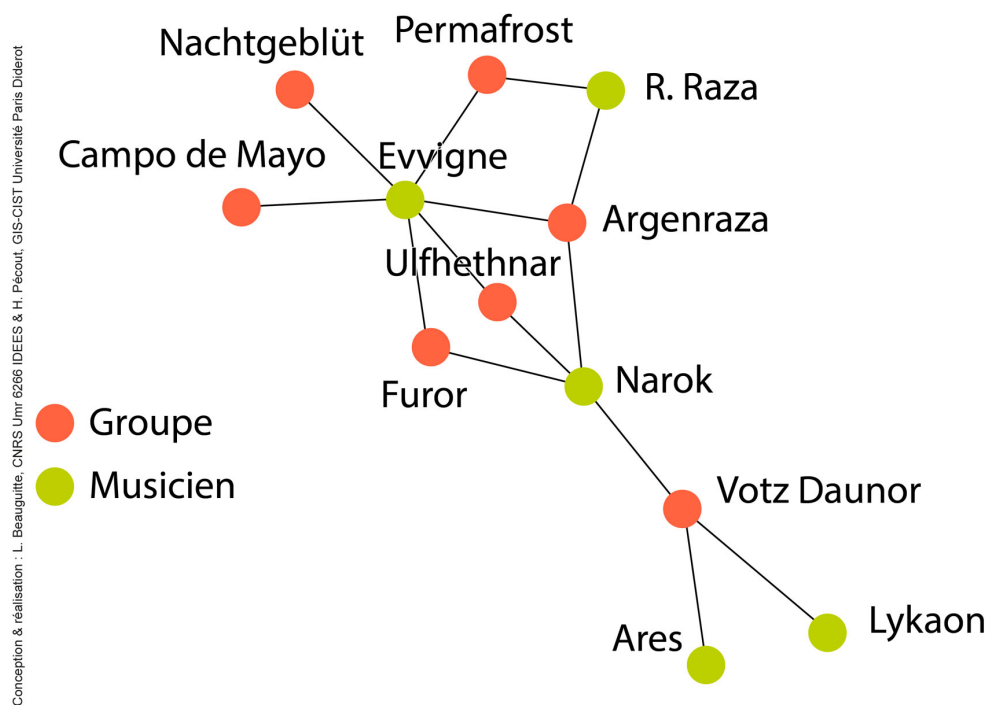 Permafrost
Nachtgeblüt
R. Raza
Campo de Mayo
Evvigne
Argenraza
Ulfhethnar
Narok
Furor
Groupe
Musicien
Votz Daunor
Lykaon
Ares
Conception & réalisation : L. Beauguitte, CNRS Umr 6266 IDEES & H. Pécout, GIS-CIST Université Paris Diderot